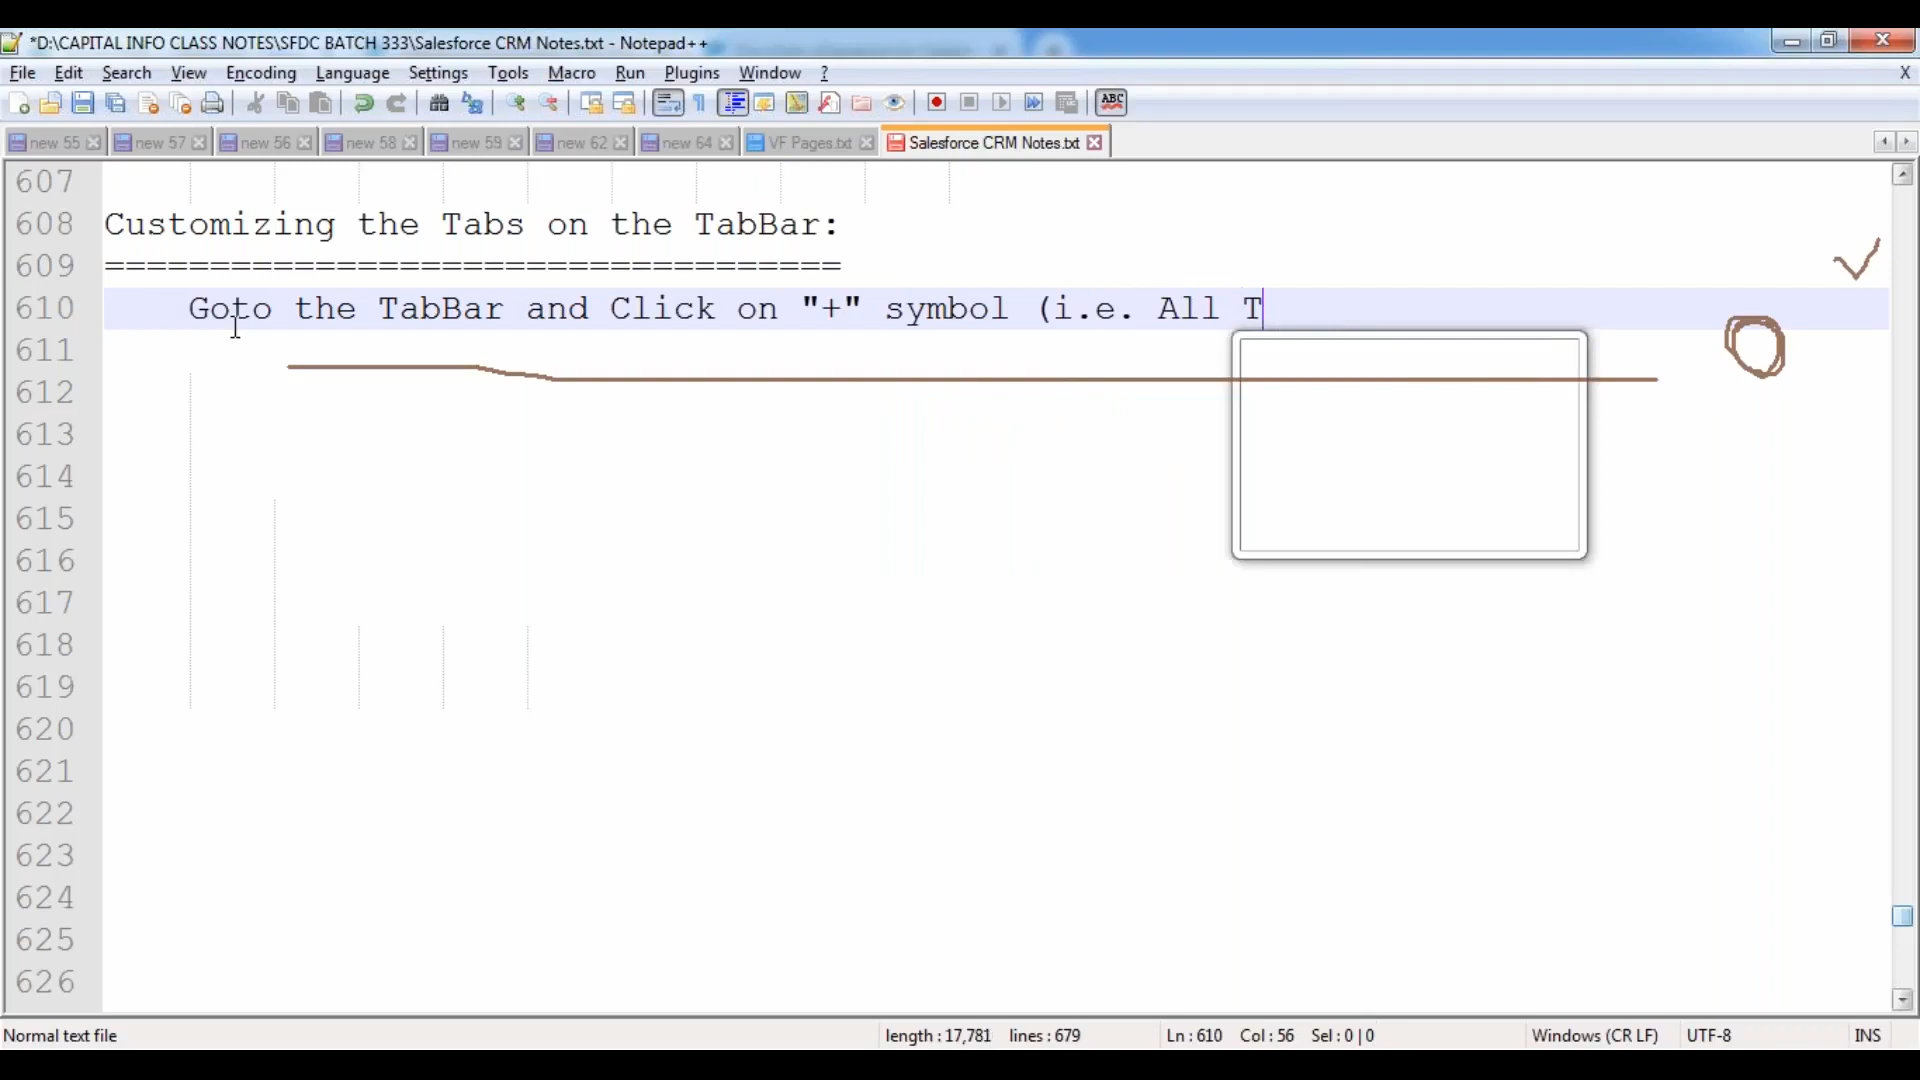 *D:\CAPITAL INFO CLASS NOTES\SFDC BATCH 333\Salesforce CRM Notes.txt - Notepad++
File Edit Search View Encoding Language Settings Tools Macro Run Plugins Window ? X
ABC
new 55 new 57 new 56 new 58 new 59 new 62 new 64 VF Pages.txt Salesforce CRM Notes.txt
607
608 Customizing the Tabs on the TabBar:
609 ===================================
610 Goto the TabBar and Click on "+" symbol (i.e. All T
611
612
613
614
615
616
617
618
619
620
621
622
623
624
625
626
Normal text file length : 17,781 lines : 679 Ln : 610 Col : 56 Sel : 0 | 0 Windows (CR LF) UTF-8 INS